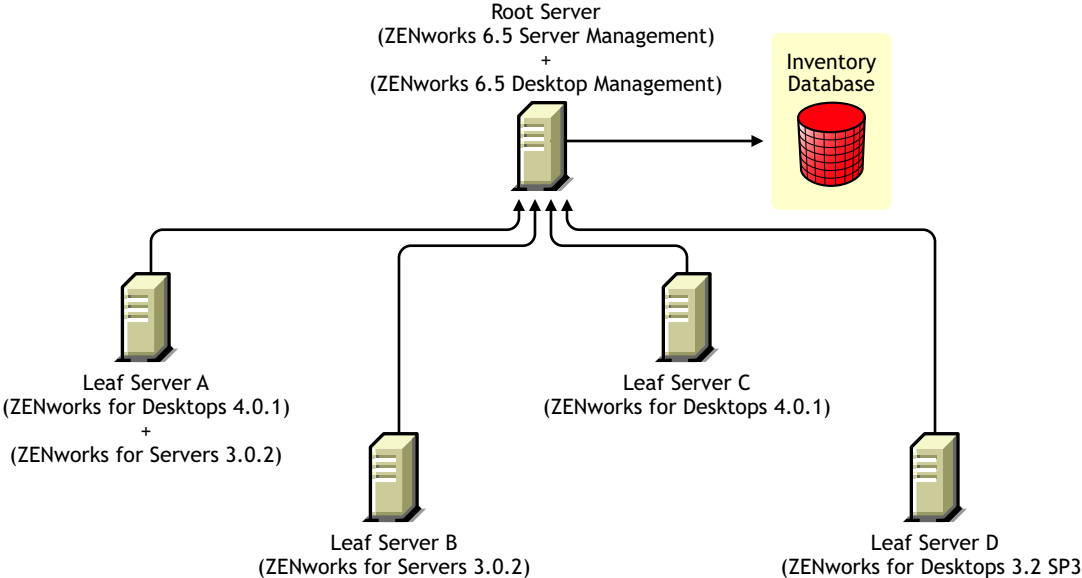 Root Server
(ZENworks 6.5 Server Management)
+
(ZENworks 6.5 Desktop Management)
Inventory
Database
Leaf Server A
(ZENworks for Desktops 4.0.1)
+
(ZENworks for Servers 3.0.2)
Leaf Server C
(ZENworks for Desktops 4.0.1)
Leaf Server B
(ZENworks for Servers 3.0.2)
Leaf Server D
(ZENworks for Desktops 3.2 SP3